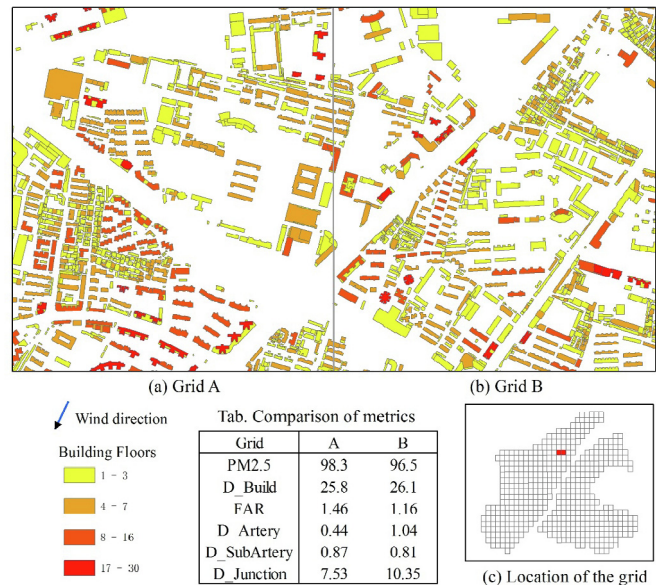 (a) Grid A
(b) Grid B
Wind direction
Building Floors
1 - 3
4 - 7
8 - 16
17 - 30
Tab. Comparison of metrics
Grid A B
PM2.5 98.3 96.5
D_Build 25.8 26.1
FAR 1.46 1.16
D_Artery 0.44 1.04
D_SubArtery 0.87 0.81
D_Junction 7.53 10.35
(c) Location of the grid